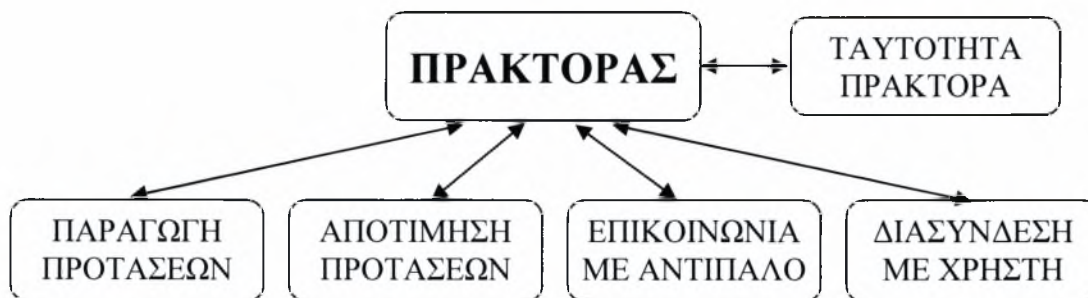 ΠΡΑΚΤΟΡΑΣ
ΤΑΥΤΟΤΗΤΑ
ΠΡΑΚΤΟΡΑ
ΠΑΡΑΓΩΓΗ
ΠΡΟΤΑΣΕΩΝ
ΑΠΟΤΙΜΗΣΗ
ΠΡΟΤΑΣΕΩΝ
ΕΠΙΚΟΙΝΩΝΙΑ
ΜΕ ΑΝΤΙΠΑΛΟ
ΔΙΑΣΥΝΔΕΣΗ
ΜΕ ΧΡΗΣΤΗ